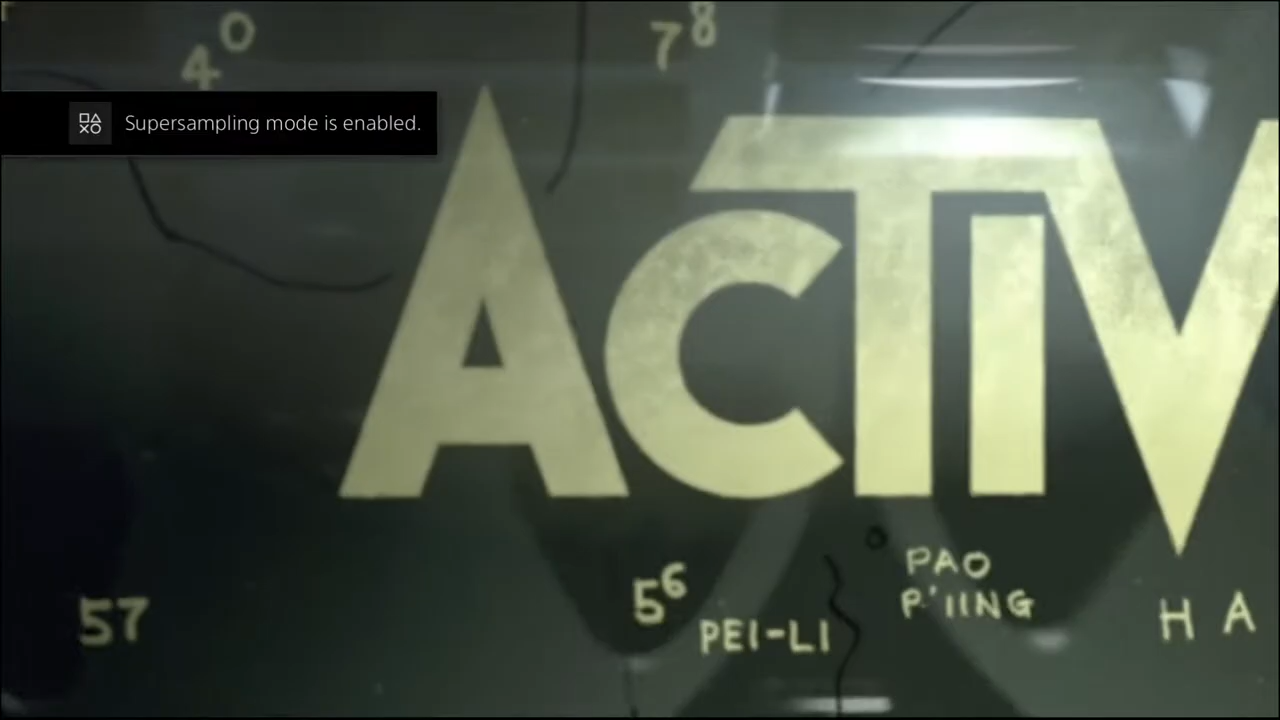 4⁰
7⁸
Supersampling mode is enabled.
ACTIV
5⁶
PAO
P'IING
57
PEI-LI
H A